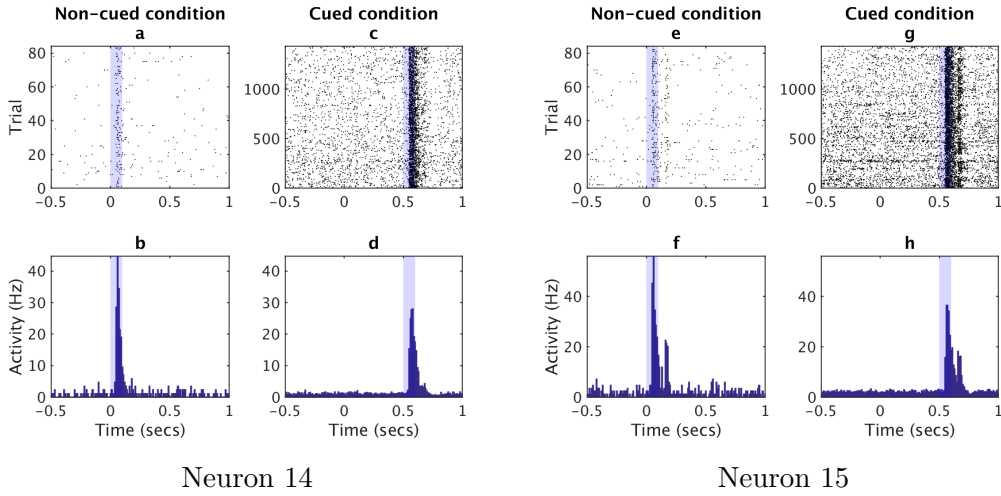 Non-cued condition
Cued condition
Non-cued condition
Cued condition
a
c
e
g
Trial
80
60
40
20
0
−0.5 0 0.5 1
1000
500
0
−0.5 0 0.5 1
Trial
80
60
40
20
0
−0.5 0 0.5 1
1000
500
0
−0.5 0 0.5 1
b
d
f
h
Activity (Hz)
40
30
20
10
0
−0.5 0 0.5 1
Time (secs)
40
30
20
10
0
−0.5 0 0.5 1
Time (secs)
Activity (Hz)
40
20
0
−0.5 0 0.5 1
Time (secs)
40
20
0
−0.5 0 0.5 1
Time (secs)
Neuron 14
Neuron 15